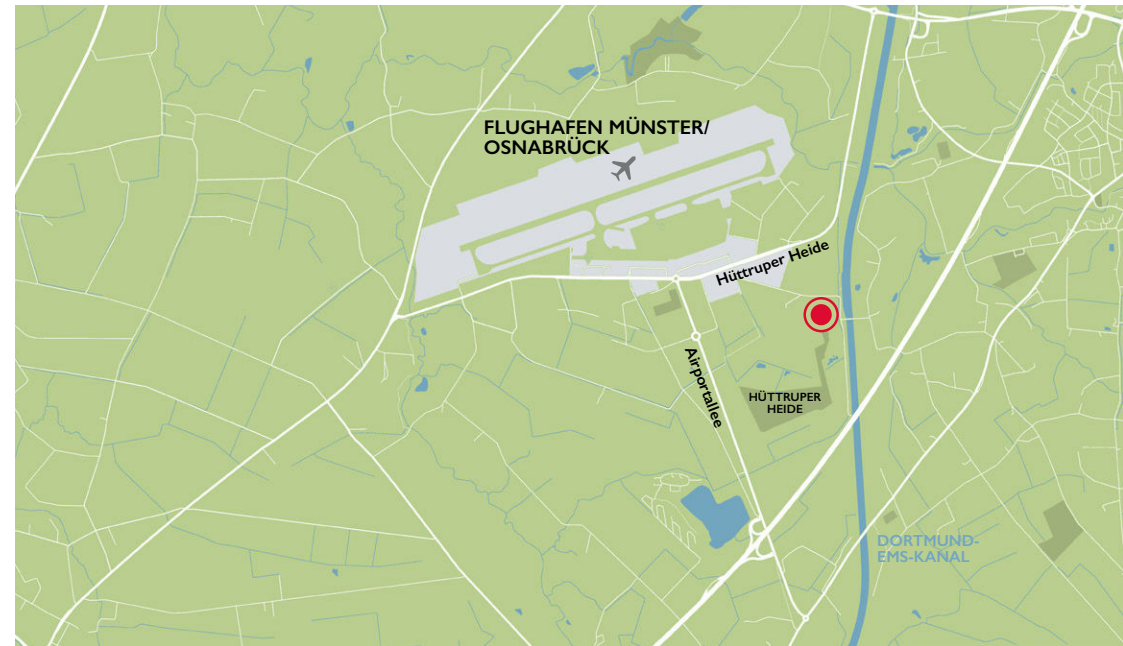 FLUGHAFEN MÜNSTER/
OSNABRÜCK
Hüttruper Heide
Airportallee
HÜTTRUPER
HEIDE
DORTMUND-
EMS-KANAL